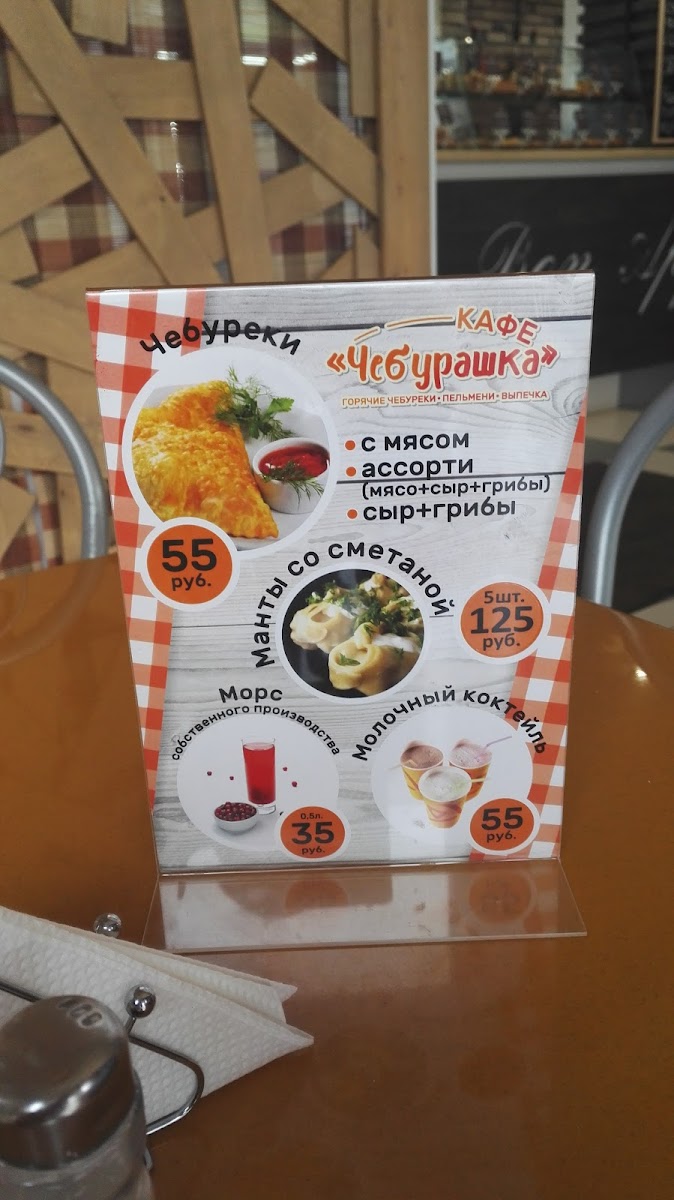 Чебуреки
КАФЕ
«Чебурашка»
ГОРЯЧИЕ ЧЕБУРЕКИ • ПЕЛЬМЕНИ • ВЫПЕЧКА
• с мясом
• ассорти
(мясо+сыр+грибы)
• сыр+грибы
55
руб.
Манты со сметаной
5шт.
125
руб.
Морс
собственного производства
0,5л.
35
руб.
Молочный коктейль
55
руб.